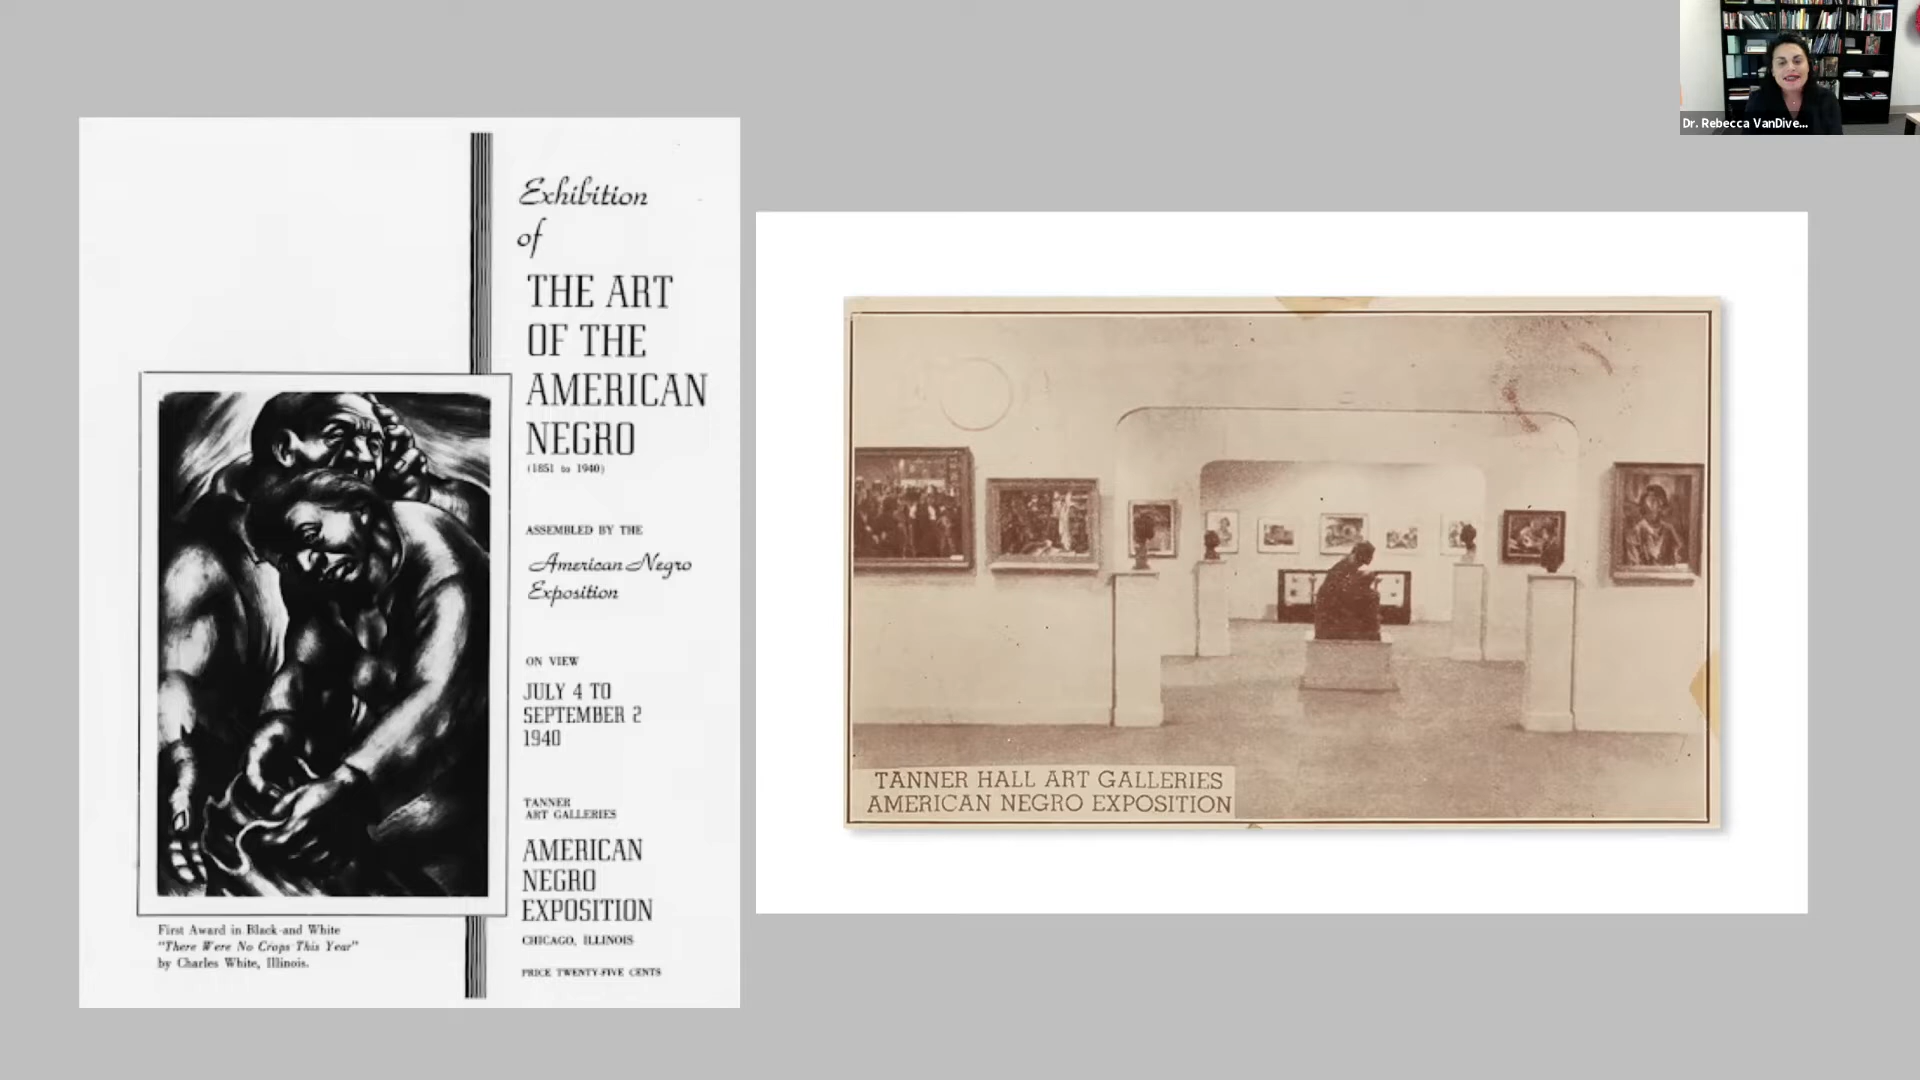 Dr. Rebecca VanDive...
Exhibition
of
THE ART
OF THE
AMERICAN
NEGRO
(1851 to 1940)
ASSEMBLED BY THE
American Negro
Exposition
ON VIEW
JULY 4 TO
SEPTEMBER 2
1940
TANNER
ART GALLERIES
AMERICAN
NEGRO
EXPOSITION
CHICAGO, ILLINOIS
PRICE TWENTY-FIVE CENTS
First Award in Black and White
"There Were No Crops This Year"
by Charles White, Illinois.
TANNER HALL ART GALLERIES
AMERICAN NEGRO EXPOSITION